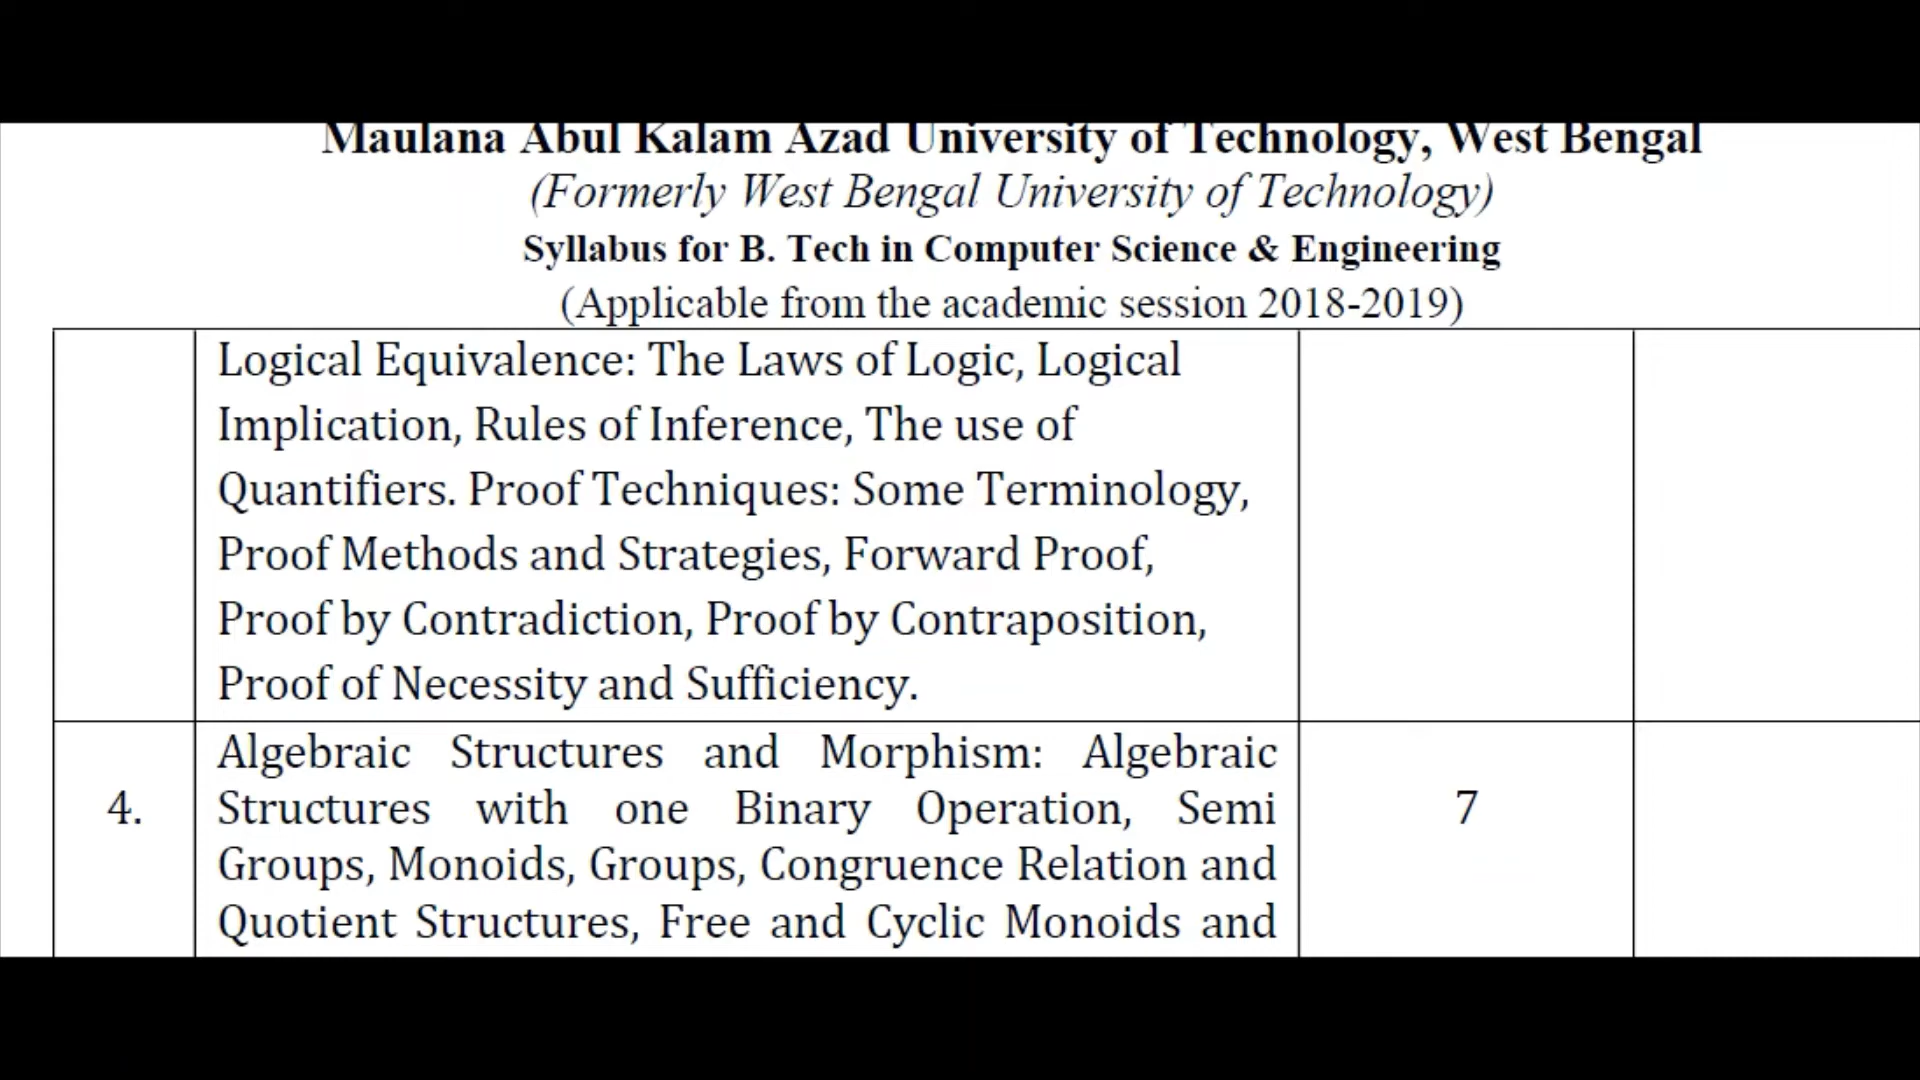 Maulana Abul Kalam Azad University of Technology, West Bengal
(Formerly West Bengal University of Technology)
Syllabus for B. Tech in Computer Science & Engineering
(Applicable from the academic session 2018-2019)
Logical Equivalence: The Laws of Logic, Logical
Implication, Rules of Inference, The use of
Quantifiers. Proof Techniques: Some Terminology,
Proof Methods and Strategies, Forward Proof,
Proof by Contradiction, Proof by Contraposition,
Proof of Necessity and Sufficiency.
Algebraic Structures and Morphism: Algebraic
4. Structures with one Binary Operation, Semi 7
Groups, Monoids, Groups, Congruence Relation and
Quotient Structures, Free and Cyclic Monoids and